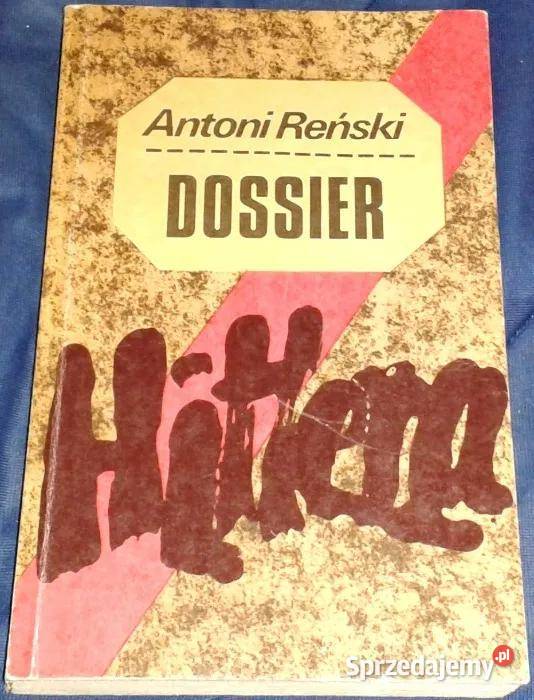 Antoni Reński
DOSSIER
Hitlera
Sprzedajemy.pl